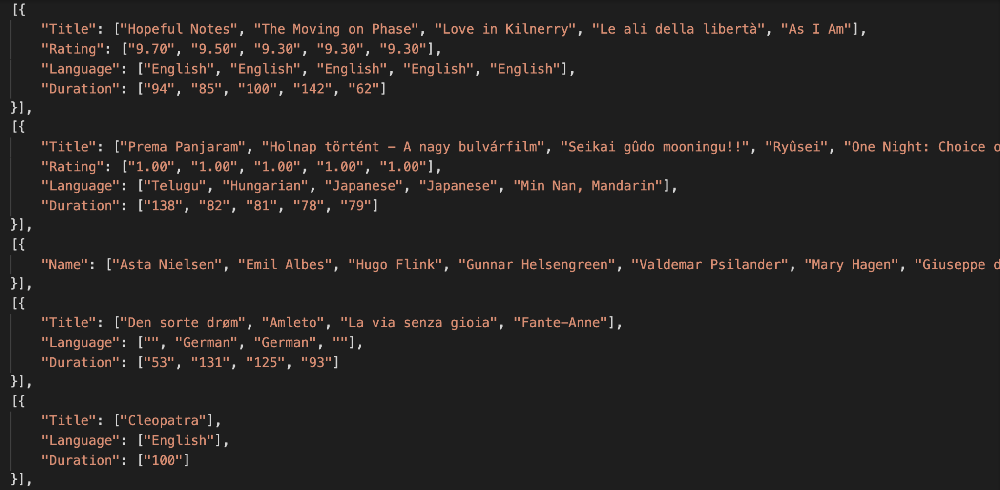 [{
"Title": ["Hopeful Notes", "The Moving on Phase", "Love in Kilnerry", "Le ali della libertà", "As I Am"],
"Rating": ["9.70", "9.50", "9.30", "9.30", "9.30"],
"Language": ["English", "English", "English", "English", "English"],
"Duration": ["94", "85", "100", "142", "62"]
}],
[{
"Title": ["Prema Panjaram", "Holnap történt – A nagy bulvárfilm", "Seikai gûdo mooningu!!", "Ryûsei", "One Night: Choice o
"Rating": ["1.00", "1.00", "1.00", "1.00", "1.00"],
"Language": ["Telugu", "Hungarian", "Japanese", "Japanese", "Min Nan, Mandarin"],
"Duration": ["138", "82", "81", "78", "79"]
}],
[{
"Name": ["Asta Nielsen", "Emil Albes", "Hugo Flink", "Gunnar Helsengreen", "Valdemar Psilander", "Mary Hagen", "Giuseppe d
}],
[{
"Title": ["Den sorte drøm", "Amleto", "La via senza gioia", "Fante–Anne"],
"Language": ["", "German", "German", ""],
"Duration": ["53", "131", "125", "93"]
}],
[{
"Title": ["Cleopatra"],
"Language": ["English"],
"Duration": ["100"]
}],